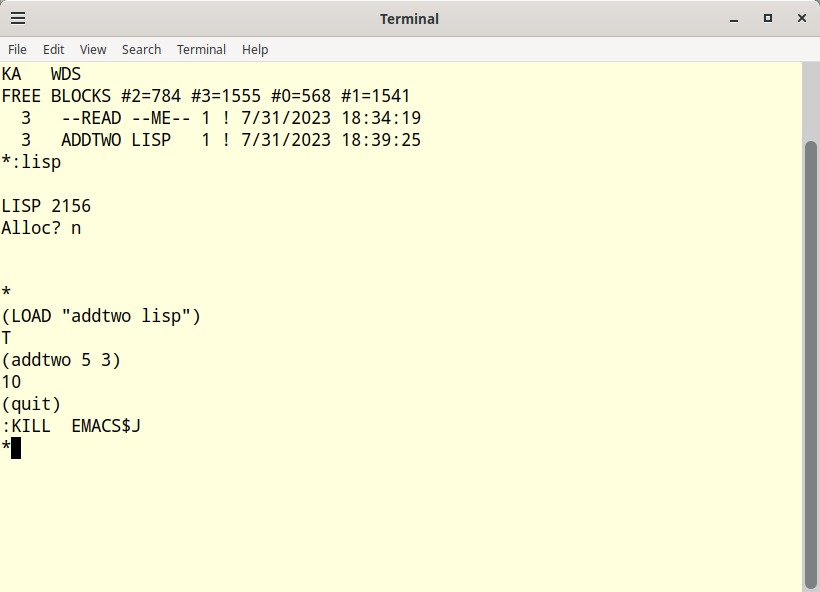 Terminal
File Edit View Search Terminal Help
KA   WDS
FREE BLOCKS #2=784 #3=1555 #0=568 #1=1541
  3   --READ --ME-- 1 ! 7/31/2023 18:34:19
  3   ADDTWO LISP   1 ! 7/31/2023 18:39:25
*:lisp
LISP 2156
Alloc? n
*
(LOAD "addtwo lisp")
T
(addtwo 5 3)
10
(quit)
:KILL  EMACS$J
*